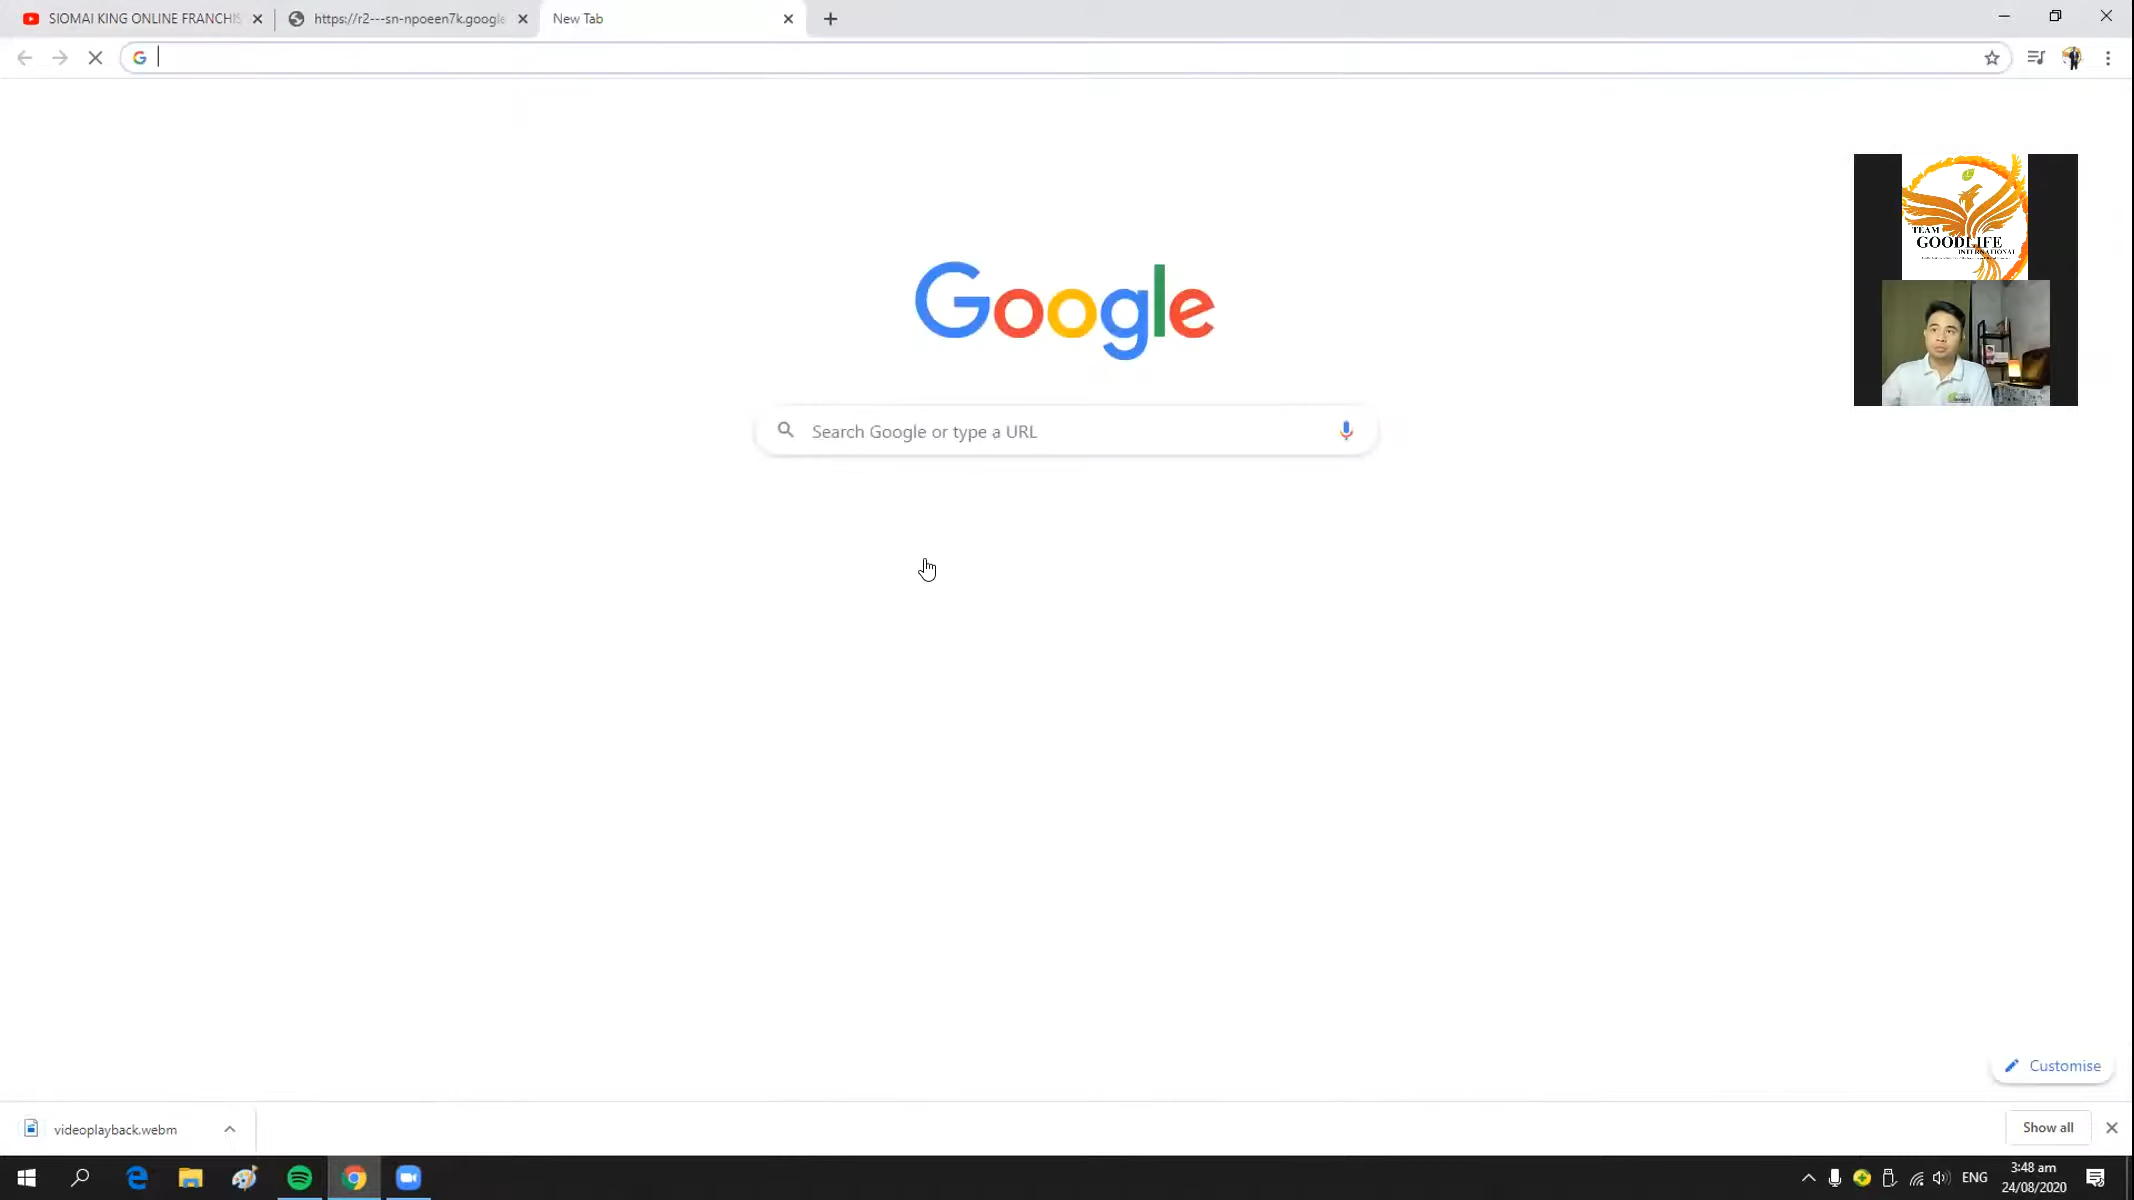 SIOMAI KING ONLINE FRANCHIS
https://r2---sn-npoeen7k.google
New Tab
TEAM
GOODLIFE
INTERNATIONAL
Google
Search Google or type a URL
Customise
videoplayback.webm
Show all
ENG
3:48 am
24/08/2020